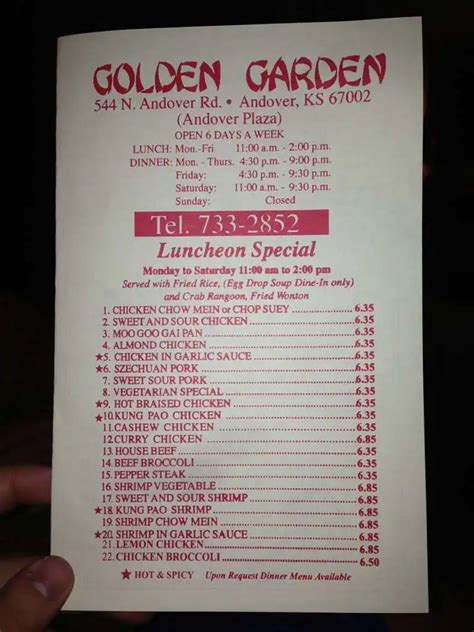 GOLDEN GARDEN
544 N. Andover Rd. • Andover, KS 67002
(Andover Plaza)
OPEN 6 DAYS A WEEK
LUNCH: Mon.-Fri 11:00 a.m. - 2:00 p.m.
DINNER: Mon. - Thurs. 4:30 p.m. - 9:00 p.m.
Friday: 4:30 p.m. - 9:30 p.m.
Saturday: 11:00 a.m. - 9:30 p.m.
Sunday: Closed
Tel. 733-2852
Luncheon Special
Monday to Saturday 11:00 am to 2:00 pm
Served with Fried Rice, (Egg Drop Soup Dine-In only)
and Crab Rangoon, Fried Wonton
1. CHICKEN CHOW MEIN or CHOP SUEY 6.35
2. SWEET AND SOUR CHICKEN 6.35
3. MOO GOO GAI PAN 6.35
4. ALMOND CHICKEN 6.35
★5. CHICKEN IN GARLIC SAUCE 6.35
★6. SZECHUAN PORK 6.35
7. SWEET SOUR PORK 6.35
8. VEGETARIAN SPECIAL 6.35
★9. HOT BRAISED CHICKEN 6.35
★10. KUNG PAO CHICKEN 6.35
11. CASHEW CHICKEN 6.35
12. CURRY CHICKEN 6.85
13. HOUSE BEEF 6.35
14. BEEF BROCCOLI 6.35
15. PEPPER STEAK 6.35
16. SHRIMP VEGETABLE 6.85
17. SWEET AND SOUR SHRIMP 6.85
★18. KUNG PAO SHRIMP 6.85
19. SHRIMP CHOW MEIN 6.85
★20. SHRIMP IN GARLIC SAUCE 6.85
21. LEMON CHICKEN 6.85
22. CHICKEN BROCCOLI 6.50
★ HOT & SPICY Upon Request Dinner Menu Available